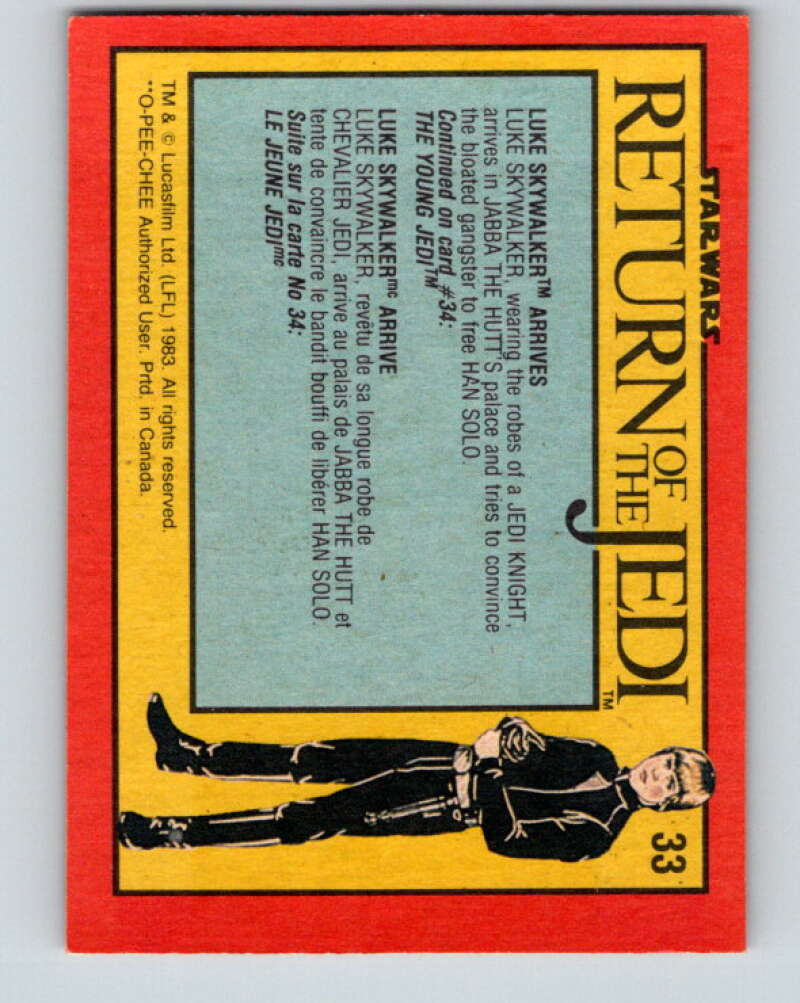 STAR WARS
RETURN OF THE JEDI™
33
LUKE SKYWALKER™ ARRIVES
LUKE SKYWALKER, wearing the robes of a JEDI KNIGHT,
arrives in JABBA THE HUTT'S palace and tries to convince
the bloated gangster to free HAN SOLO.
Continued on card #34:
THE YOUNG JEDI™
LUKE SKYWALKERmc ARRIVE
LUKE SKYWALKER, revêtu de sa longue robe de
CHEVALIER JEDI, arrive au palais de JABBA THE HUTT et
tente de convaincre le bandit bouffi de libérer HAN SOLO.
Suite sur la carte No 34:
LE JEUNE JEDImc
TM & © Lucasfilm Ltd. (LFL) 1983. All rights reserved.
**O-PEE-CHEE Authorized User. Prtd. in Canada.